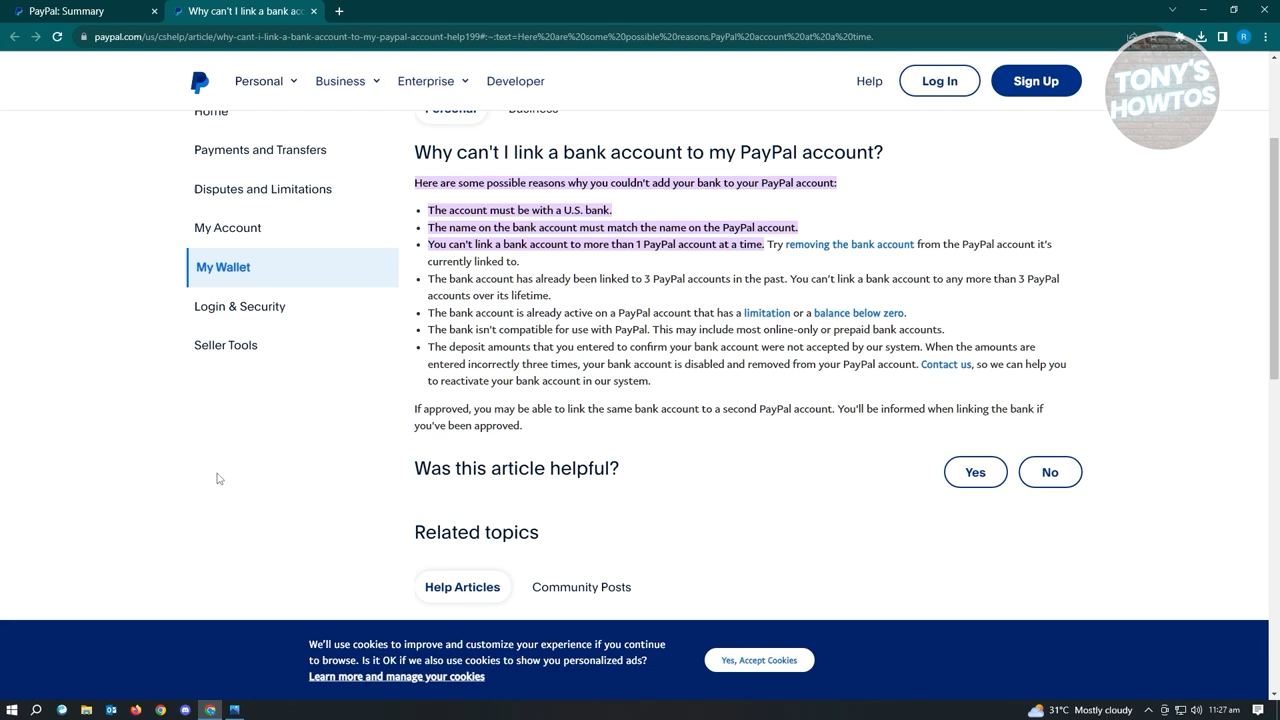 PayPal: Summary
Why can't I link a bank acc
paypal.com/us/cshelp/article/why-cant-i-link-a-bank-account-to-my-paypal-account-help199#:~:text=Here%20are%20some%20possible%20reasons,PayPal%20account%20at%20a%20time.
Personal Business Enterprise Developer Help Log In Sign Up
TONY'S
HOWTOS
Home
Personal Business
Payments and Transfers
Disputes and Limitations
My Account
My Wallet
Login & Security
Seller Tools
Why can't I link a bank account to my PayPal account?
Here are some possible reasons why you couldn't add your bank to your PayPal account:
• The account must be with a U.S. bank.
• The name on the bank account must match the name on the PayPal account.
• You can't link a bank account to more than 1 PayPal account at a time. Try removing the bank account from the PayPal account it's
currently linked to.
• The bank account has already been linked to 3 PayPal accounts in the past. You can't link a bank account to any more than 3 PayPal
accounts over its lifetime.
• The bank account is already active on a PayPal account that has a limitation or a balance below zero.
• The bank isn't compatible for use with PayPal. This may include most online-only or prepaid bank accounts.
• The deposit amounts that you entered to confirm your bank account were not accepted by our system. When the amounts are
entered incorrectly three times, your bank account is disabled and removed from your PayPal account. Contact us, so we can help you
to reactivate your bank account in our system.
If approved, you may be able to link the same bank account to a second PayPal account. You'll be informed when linking the bank if
you've been approved.
Was this article helpful?
Yes
No
Related topics
Help Articles Community Posts
We'll use cookies to improve and customize your experience if you continue
to browse. Is it OK if we also use cookies to show you personalized ads?
Learn more and manage your cookies
Yes, Accept Cookies
31°C Mostly cloudy 11:27 am